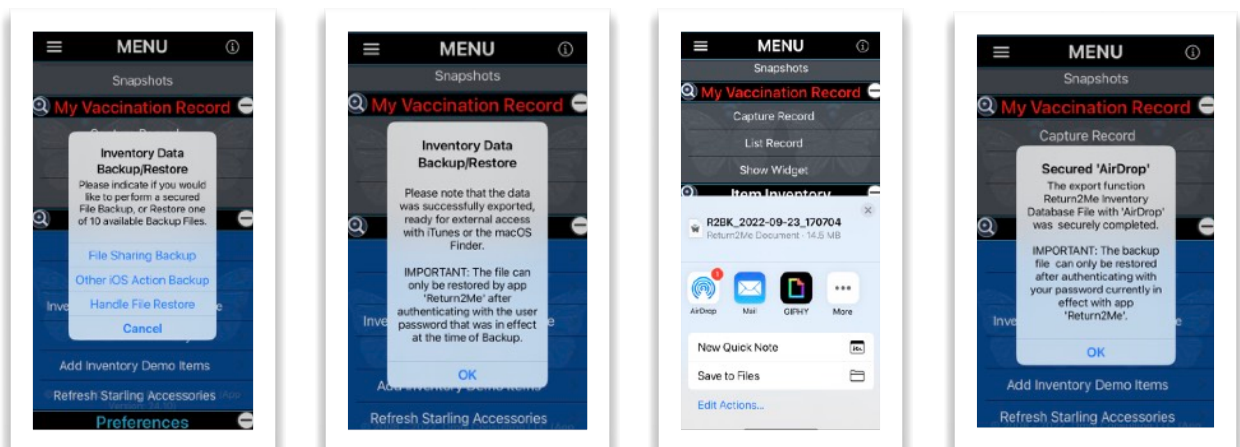 MENU
Snapshots
My Vaccination Record
Inventory Data
Backup/Restore
Please indicate if you would
like to perform a secured
File Backup, or Restore one
of 10 available Backup Files.
File Sharing Backup
Other iOS Action Backup
Handle File Restore
Cancel
Add Inventory Demo Items
Refresh Starling Accessories
Preferences
MENU
Snapshots
My Vaccination Record
Inventory Data
Backup/Restore
Please note that the data
was successfully exported,
ready for external access
with iTunes or the macOS
Finder.
IMPORTANT: The file can
only be restored by app
'Return2Me' after
authenticating with the user
password that was in effect
at the time of Backup.
OK
Refresh Starling Accessories
MENU
Snapshots
My Vaccination Record
Capture Record
List Record
Show Widget
Item Inventory
R2BK_2022-09-23_170704
Return2Me Document · 14.5 MB
1
AirDrop Mail GIPHY More
New Quick Note
Save to Files
Edit Actions...
MENU
Snapshots
My Vaccination Record
Capture Record
Secured 'AirDrop'
The export function
Return2Me Inventory
Database File with 'AirDrop'
was securely completed.
IMPORTANT: The backup
file can only be restored
after authenticating with
your password currently in
effect with app
'Return2Me'.
OK
Add Inventory Demo Items
Refresh Starling Accessories